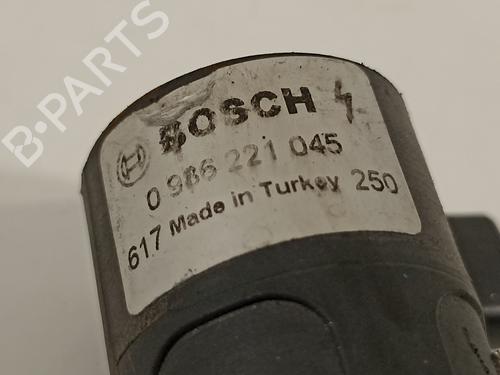 B-PARTS
BOSCH
0 986 221 045
617 Made in Turkey 250